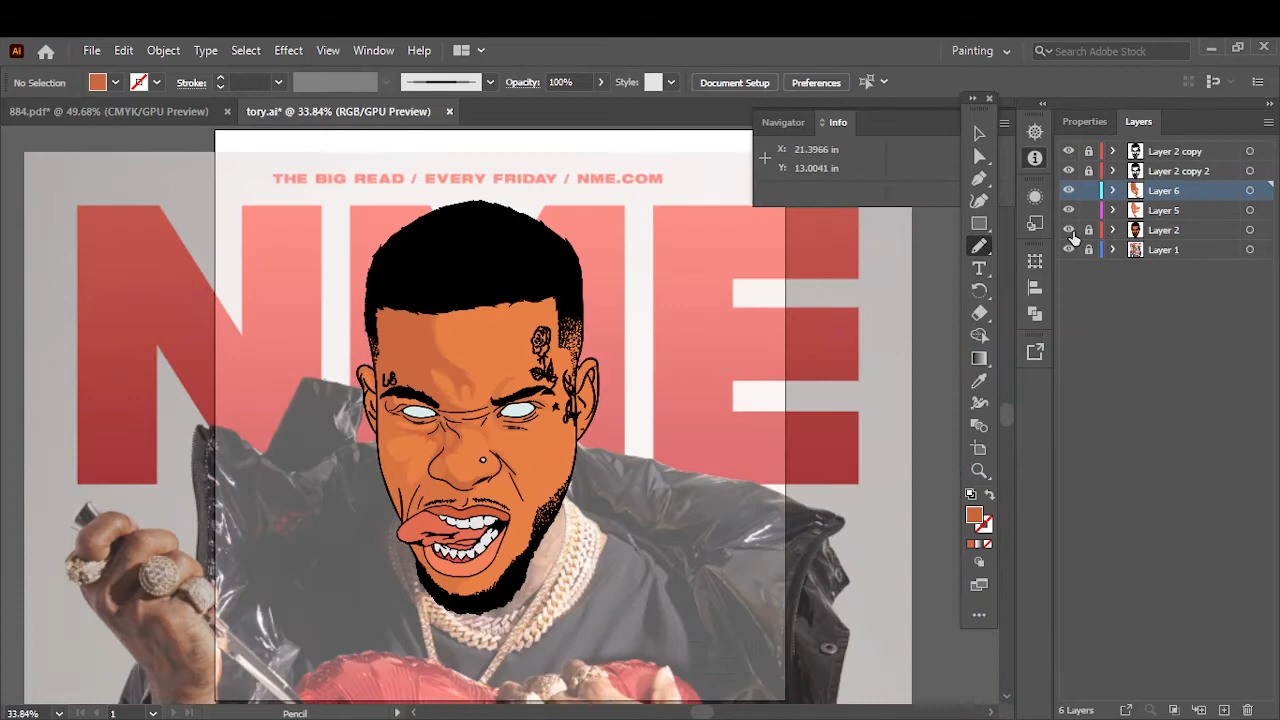 Ai File Edit Object Type Select Effect View Window Help Painting Search Adobe Stock
No Selection Stroke: Opacity: 100% Style: Document Setup Preferences
884.pdf* @ 49.68% (CMYK/GPU Preview) tory.ai* @ 33.84% (RGB/GPU Preview)
Navigator Info
X: 21.3966 in
Y: 13.0041 in
Properties Layers
Layer 2 copy
Layer 2 copy 2
Layer 6
Layer 5
Layer 2
Layer 1
THE BIG READ / EVERY FRIDAY / NME.COM
NME
6 Layers
33.84% 1 Pencil